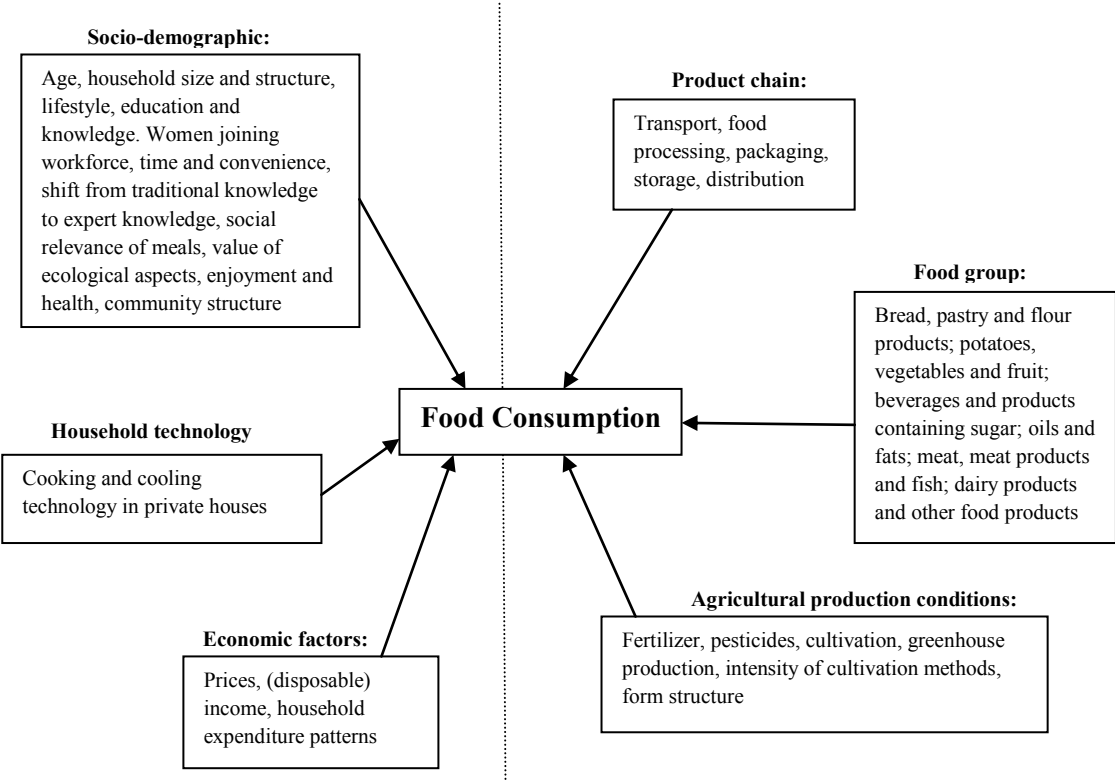 Socio-demographic:
Age, household size and structure,
lifestyle, education and
knowledge. Women joining
workforce, time and convenience,
shift from traditional knowledge
to expert knowledge, social
relevance of meals, value of
ecological aspects, enjoyment and
health, community structure
Product chain:
Transport, food
processing, packaging,
storage, distribution
Food group:
Bread, pastry and flour
products; potatoes,
vegetables and fruit;
beverages and products
containing sugar; oils and
fats; meat, meat products
and fish; dairy products
and other food products
Food Consumption
Household technology
Cooking and cooling
technology in private houses
Economic factors:
Prices, (disposable)
income, household
expenditure patterns
Agricultural production conditions:
Fertilizer, pesticides, cultivation, greenhouse
production, intensity of cultivation methods,
form structure